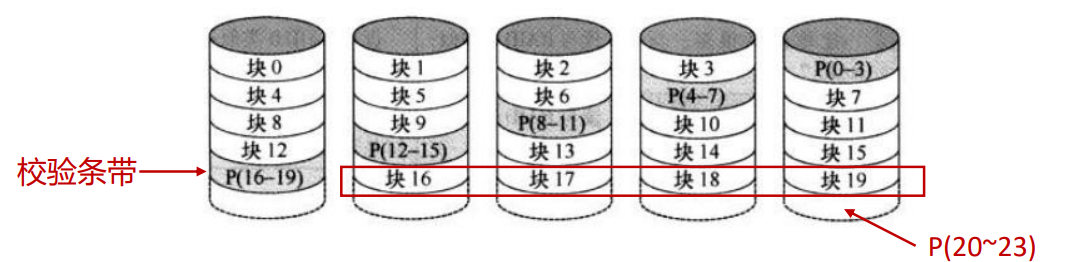 块 0 块 1 块 2 块 3 P(0–3)
块 4 块 5 块 6 P(4–7) 块 7
块 8 块 9 P(8–11) 块 10 块 11
块 12 P(12–15) 块 13 块 14 块 15
校验条带 P(16–19) 块 16 块 17 块 18 块 19
P(20~23)